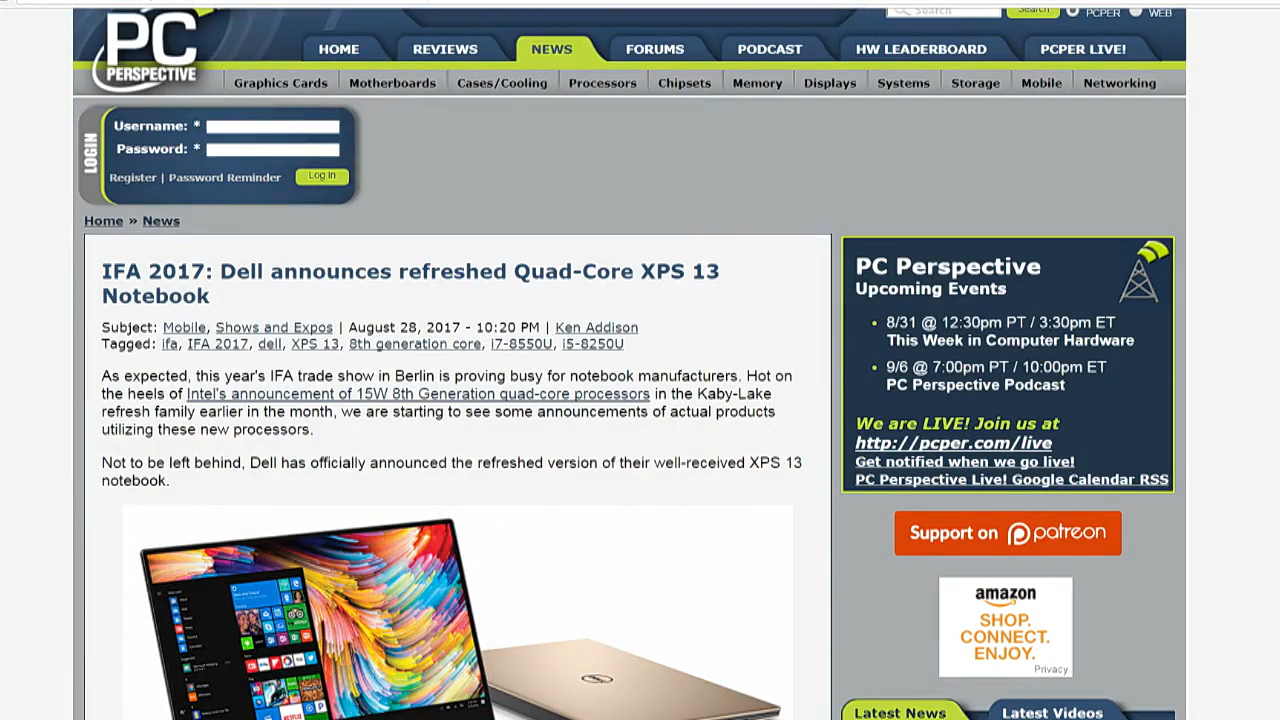 Search
Search
PCPER
WEB
PC
PERSPECTIVE
HOME
REVIEWS
NEWS
FORUMS
PODCAST
HW LEADERBOARD
PCPER LIVE!
Graphics Cards
Motherboards
Cases/Cooling
Processors
Chipsets
Memory
Displays
Systems
Storage
Mobile
Networking
LOGIN
Username: *
Password: *
Register | Password Reminder
Log in
Home » News
IFA 2017: Dell announces refreshed Quad-Core XPS 13
Notebook
Subject: Mobile, Shows and Expos | August 28, 2017 - 10:20 PM | Ken Addison
Tagged: ifa, IFA 2017, dell, XPS 13, 8th generation core, i7-8550U, i5-8250U
As expected, this year's IFA trade show in Berlin is proving busy for notebook manufacturers. Hot on
the heels of Intel's announcement of 15W 8th Generation quad-core processors in the Kaby-Lake
refresh family earlier in the month, we are starting to see some announcements of actual products
utilizing these new processors.
Not to be left behind, Dell has officially announced the refreshed version of their well-received XPS 13
notebook.
PC Perspective
Upcoming Events
• 8/31 @ 12:30pm PT / 3:30pm ET
This Week in Computer Hardware
• 9/6 @ 7:00pm PT / 10:00pm ET
PC Perspective Podcast
We are LIVE! Join us at
http://pcper.com/live
Get notified when we go live!
PC Perspective Live! Google Calendar RSS
Support on patreon
amazon
SHOP.
CONNECT.
ENJOY.
Privacy
Latest News
Latest Videos